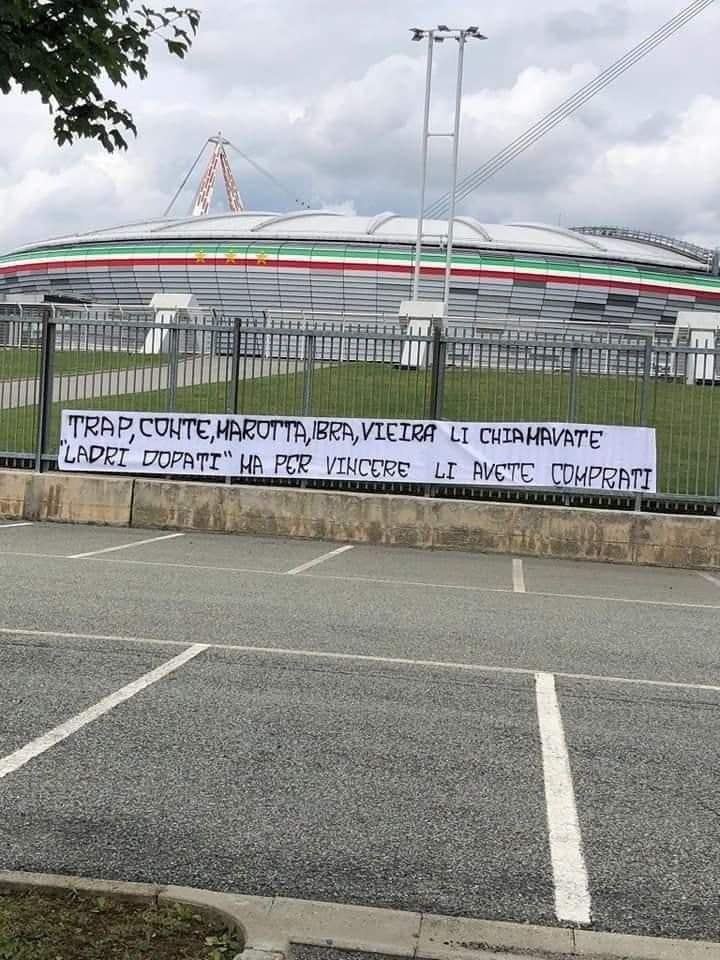 TRAP, CONTE, MAROTTA, IBRA, VIEIRA LI CHIAMAVATE
"LADRI DOPATI" MA PER VINCERE LI AVETE COMPRATI